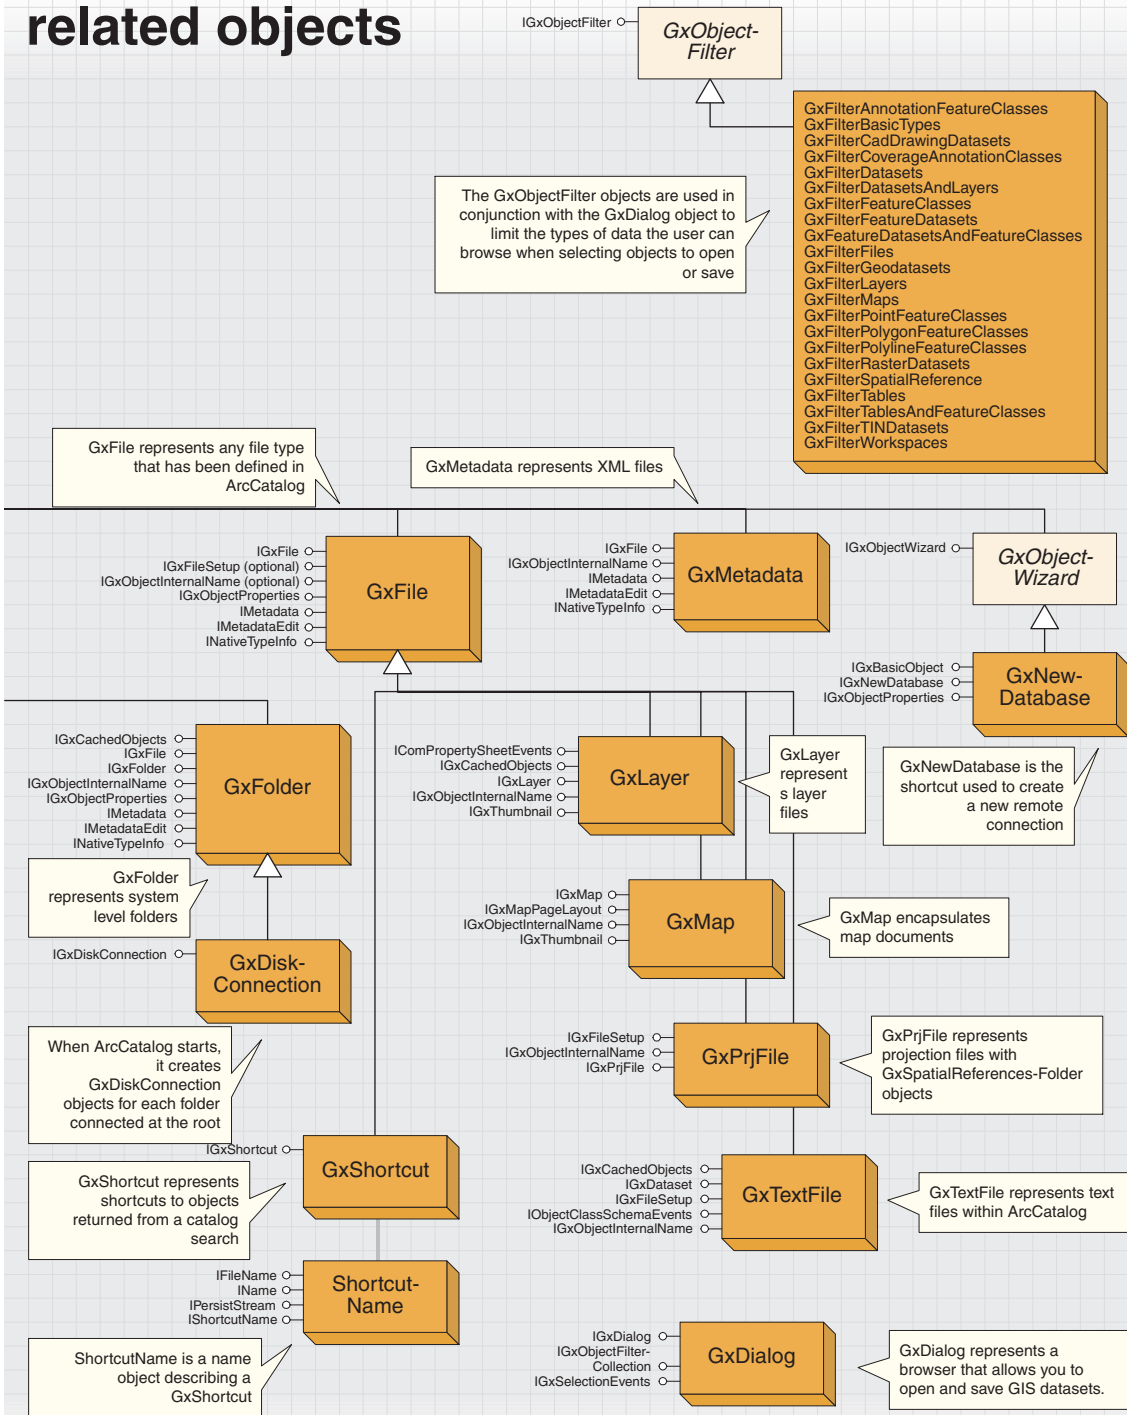 related objects
IGxObjectFilter
GxObject-
Filter
GxFilterAnnotationFeatureClasses
GxFilterBasicTypes
GxFilterCadDrawingDatasets
GxFilterCoverageAnnotationClasses
GxFilterDatasets
GxFilterDatasetsAndLayers
GxFilterFeatureClasses
GxFilterFeatureDatasets
GxFeatureDatasetsAndFeatureClasses
GxFilterFiles
GxFilterGeodatasets
GxFilterLayers
GxFilterMaps
GxFilterPointFeatureClasses
GxFilterPolygonFeatureClasses
GxFilterPolylineFeatureClasses
GxFilterRasterDatasets
GxFilterSpatialReference
GxFilterTables
GxFilterTablesAndFeatureClasses
GxFilterTINDatasets
GxFilterWorkspaces
The GxObjectFilter objects are used in
conjunction with the GxDialog object to
limit the types of data the user can
browse when selecting objects to open
or save
GxFile represents any file type
that has been defined in
ArcCatalog
GxMetadata represents XML files
IGxFile
IGxFileSetup (optional)
IGxObjectInternalName (optional)
IGxObjectProperties
IMetadata
IMetadataEdit
INativeTypeInfo
GxFile
IGxFile
IGxObjectInternalName
IMetadata
IMetadataEdit
INativeTypeInfo
GxMetadata
IGxObjectWizard
GxObject-
Wizard
IGxBasicObject
IGxNewDatabase
IGxObjectProperties
GxNew-
Database
GxNewDatabase is the
shortcut used to create
a new remote
connection
IGxCachedObjects
IGxFile
IGxFolder
IGxObjectInternalName
IGxObjectProperties
IMetadata
IMetadataEdit
INativeTypeInfo
GxFolder
GxFolder
represents system
level folders
IComPropertySheetEvents
IGxCachedObjects
IGxLayer
IGxObjectInternalName
IGxThumbnail
GxLayer
GxLayer
represent
s layer
files
IGxMap
IGxMapPageLayout
IGxObjectInternalName
IGxThumbnail
GxMap
GxMap encapsulates
map documents
IGxDiskConnection
GxDisk-
Connection
When ArcCatalog starts,
it creates
GxDiskConnection
objects for each folder
connected at the root
IGxFileSetup
IGxObjectInternalName
IGxPrjFile
GxPrjFile
GxPrjFile represents
projection files with
GxSpatialReferences-Folder
objects
IGxShortcut
GxShortcut
GxShortcut represents
shortcuts to objects
returned from a catalog
search
IGxCachedObjects
IGxDataset
IGxFileSetup
IObjectClassSchemaEvents
IGxObjectInternalName
GxTextFile
GxTextFile represents text
files within ArcCatalog
IFileName
IName
IPersistStream
IShortcutName
Shortcut-
Name
ShortcutName is a name
object describing a
GxShortcut
IGxDialog
IGxObjectFilter-
Collection
IGxSelectionEvents
GxDialog
GxDialog represents a
browser that allows you to
open and save GIS datasets.